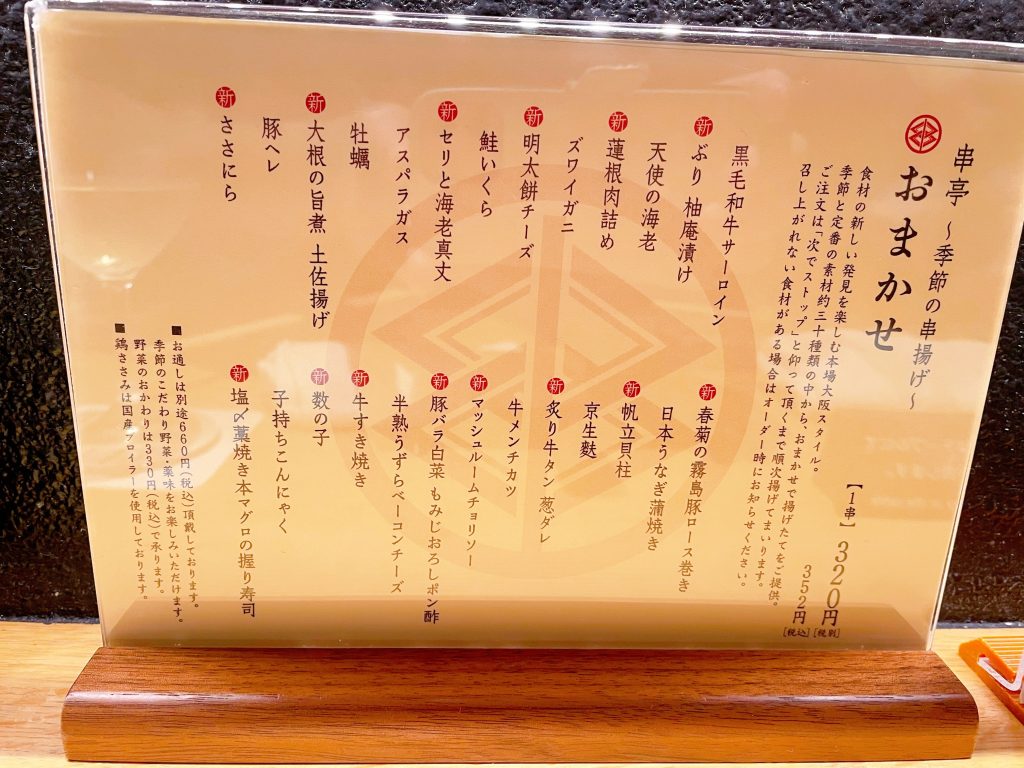 串亭 ～季節の串揚げ～
おまかせ
【1串】 320円[税別]
352円[税込]
食材の新しい発見を楽しむ本場大阪スタイル。
季節と定番の素材約三十種類の中から、おまかせで揚げたてをご提供。
ご注文は「次でストップ」と仰って頂くまで順次揚げてまいります。
召し上がれない食材がある場合はオーダー時にお知らせください。
黒毛和牛サーロイン
新 ぶり 柚庵漬け
天使の海老
新 蓮根肉詰め
ズワイガニ
新 明太餅チーズ
鮭いくら
新 セリと海老真丈
アスパラガス
牡蠣
新 大根の旨煮 土佐揚げ
豚ヘレ
新 ささにら
新 春菊の霧島豚ロース巻き
日本うなぎ蒲焼き
新 帆立貝柱
京生麩
新 炙り牛タン 葱ダレ
牛メンチカツ
新 マッシュルームチョリソー
新 豚バラ白菜 もみじおろしポン酢
半熟うずらベーコンチーズ
新 牛すき焼き
新 数の子
子持ちこんにゃく
新 塩〆藁焼き本マグロの握り寿司
■お通しは別途660円(税込)頂戴しております。
季節のこだわり野菜・薬味をお楽しみいただけます。
野菜のおかわりは330円(税込)で承ります。
■鶏ささみは国産ブロイラーを使用しております。